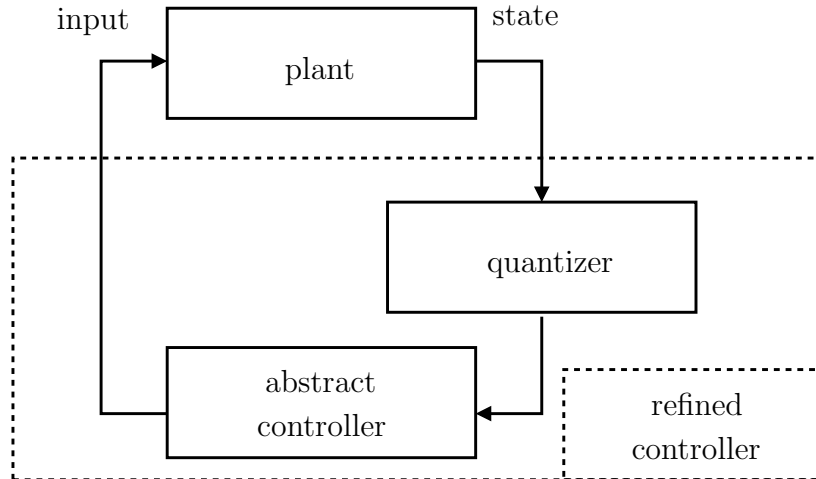 input
state
plant
quantizer
abstract
controller
refined
controller